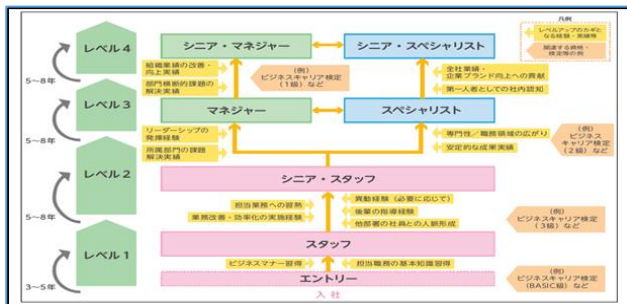 凡例
レベルアップのカギと
なる経験・実績等
関連する資格・
検定等の例
レベル4
シニア・マネジャー
シニア・スペシャリスト
組織業績の改善・
向上実績
部門横断的課題の
解決実績
(例)
ビジネスキャリア検定
(1級)など
全社業績・
企業ブランド向上への貢献
第一人者としての社内認知
5~8年
レベル3
マネジャー
スペシャリスト
リーダーシップの
発揮経験
所属部門の課題
解決実績
専門性/職務領域の広がり
安定的な成果実績
(例)
ビジネス
キャリア検定
(2級)など
5~8年
レベル2
シニア・スタッフ
担当業務への習熟
業務改善・効率化の実施経験
異動経験(必要に応じて)
後輩の指導経験
他部署の社員との人脈形成
(例)
ビジネスキャリア検定
(3級)など
5~8年
レベル1
スタッフ
ビジネスマナー習得
担当職務の基本知識習得
3~5年
エントリー
(例)
ビジネスキャリア検定
(BASIC級)など
入社